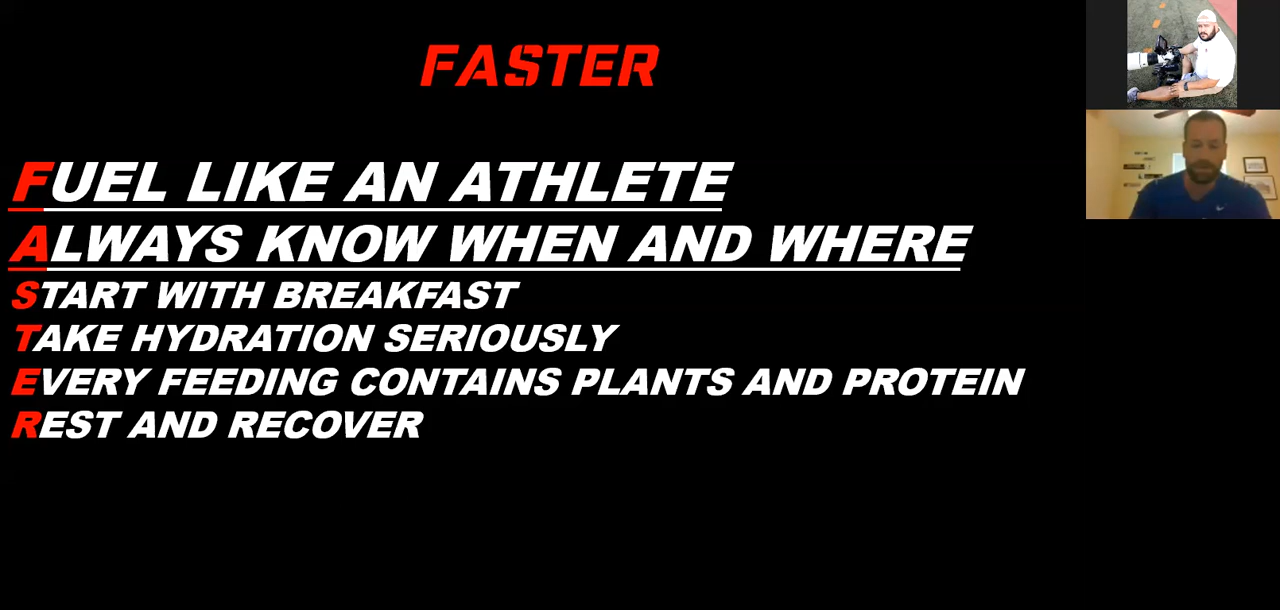 FASTER
FUEL LIKE AN ATHLETE
ALWAYS KNOW WHEN AND WHERE
START WITH BREAKFAST
TAKE HYDRATION SERIOUSLY
EVERY FEEDING CONTAINS PLANTS AND PROTEIN
REST AND RECOVER